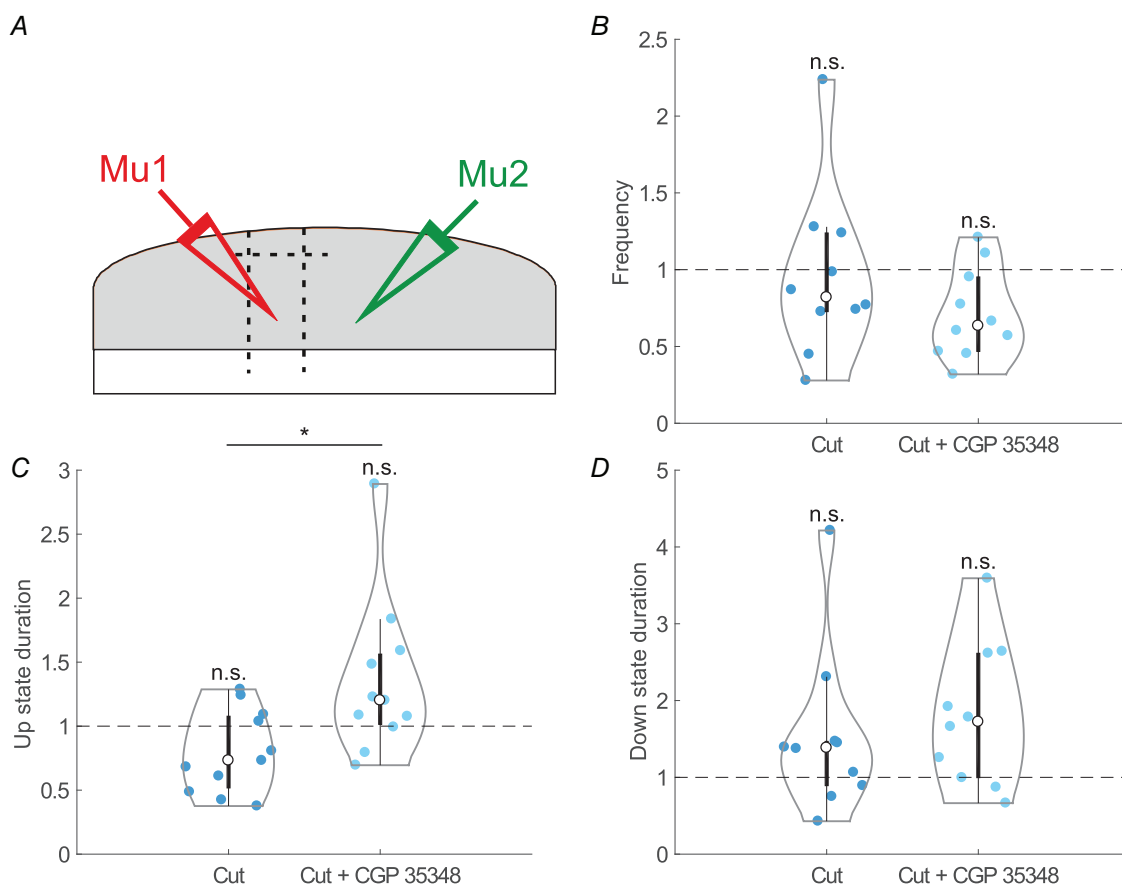 A
Mu1
Mu2
B
2.5
2
1.5
1
0.5
0
Frequency
n.s.
n.s.
Cut
Cut + CGP 35348
C
3
2.5
2
1.5
1
0.5
0
Up state duration
*
n.s.
n.s.
Cut
Cut + CGP 35348
D
5
4
3
2
1
0
Down state duration
n.s.
n.s.
Cut
Cut + CGP 35348